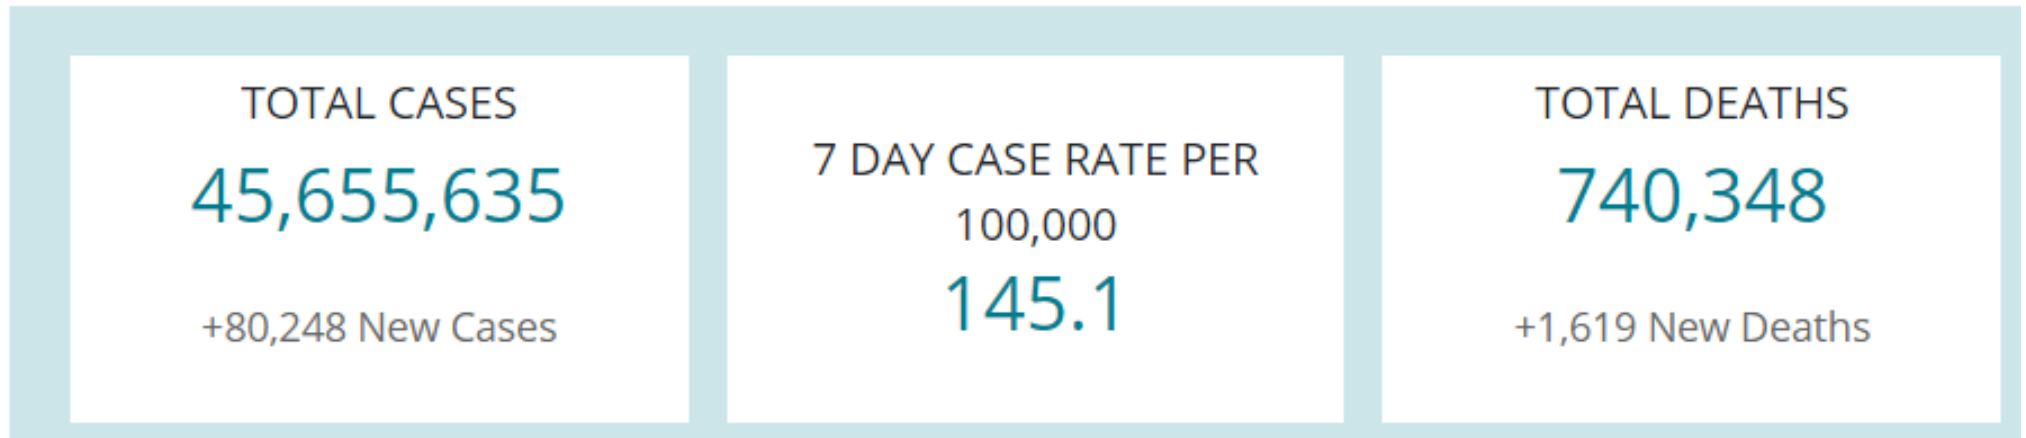 TOTAL CASES
45,655,635
+80,248 New Cases
7 DAY CASE RATE PER
100,000
145.1
TOTAL DEATHS
740,348
+1,619 New Deaths